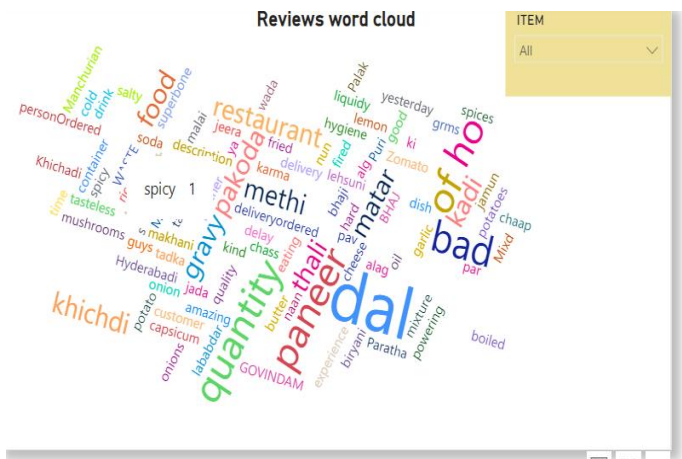 Reviews word cloud
ITEM
All
Manchurian
cold
drink
salty
food
superbone
personOrdered
container
spicy
WASTE
soda
description
malai
jeera
ya
restaurant
wada
fried
pakoda
karma
delivery
nun
hygiene
liquidy
Palak
lemon
fired
lehsuni
alg
Puri
good
yesterday
ki
Zomato
grms
spices
ho
of
kadi
jamun
potatoes
chaap
Mixd
bad
par
garlic
dish
BHAJ
matar
hard
bhaji
pav
cheese
alag
oil
Khichadi
time
tasteless
mushrooms
spicy 1
methi
deliveryordered
delay
makhani
guys
tadka
gravy
kind
chass
eating
thali
Hyderabadi
onion
jada
quality
khichdi
potato
customer
capsicum
amazing
lababdar
onions
quantity
butter
naan
paneer
GOVINDAM
experience
biryani
dal
Paratha
mixture
powering
boiled